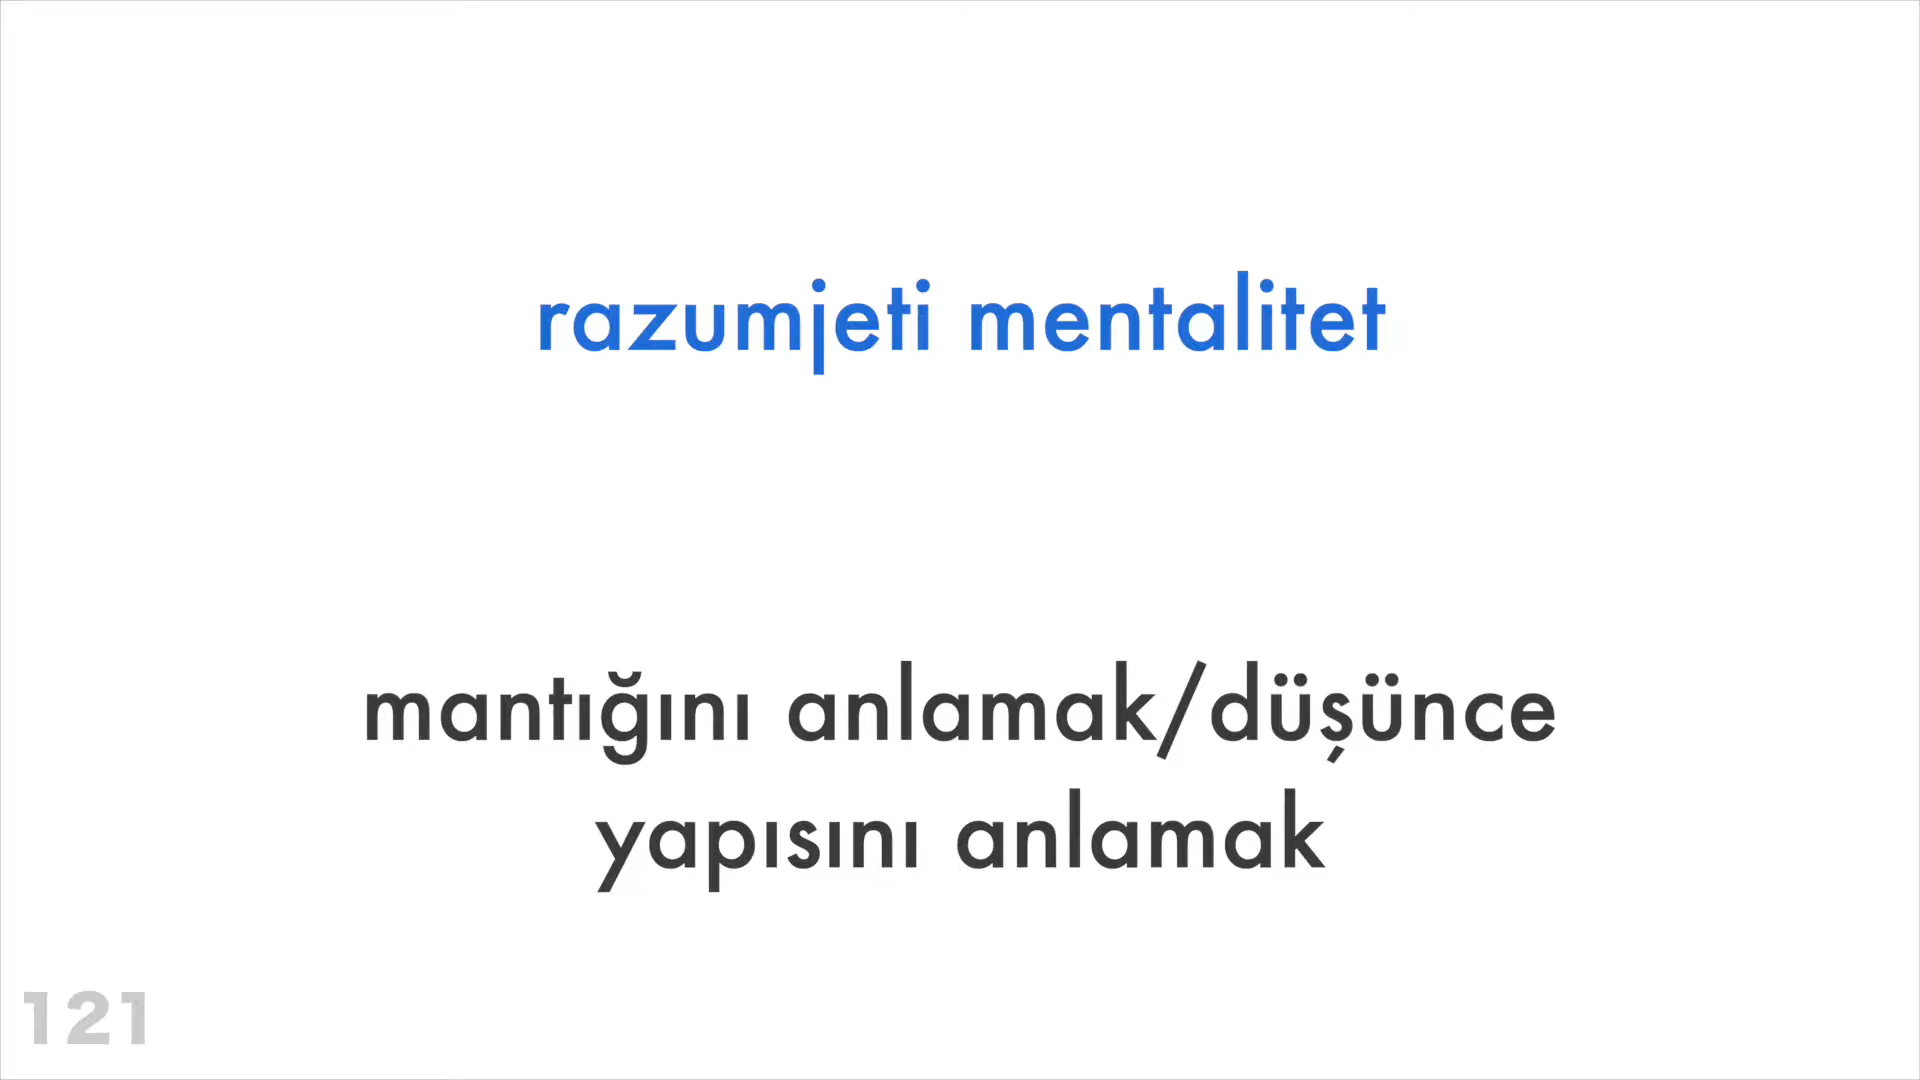 razumjeti mentalitet
mantığını anlamak/düşünce
yapısını anlamak
121